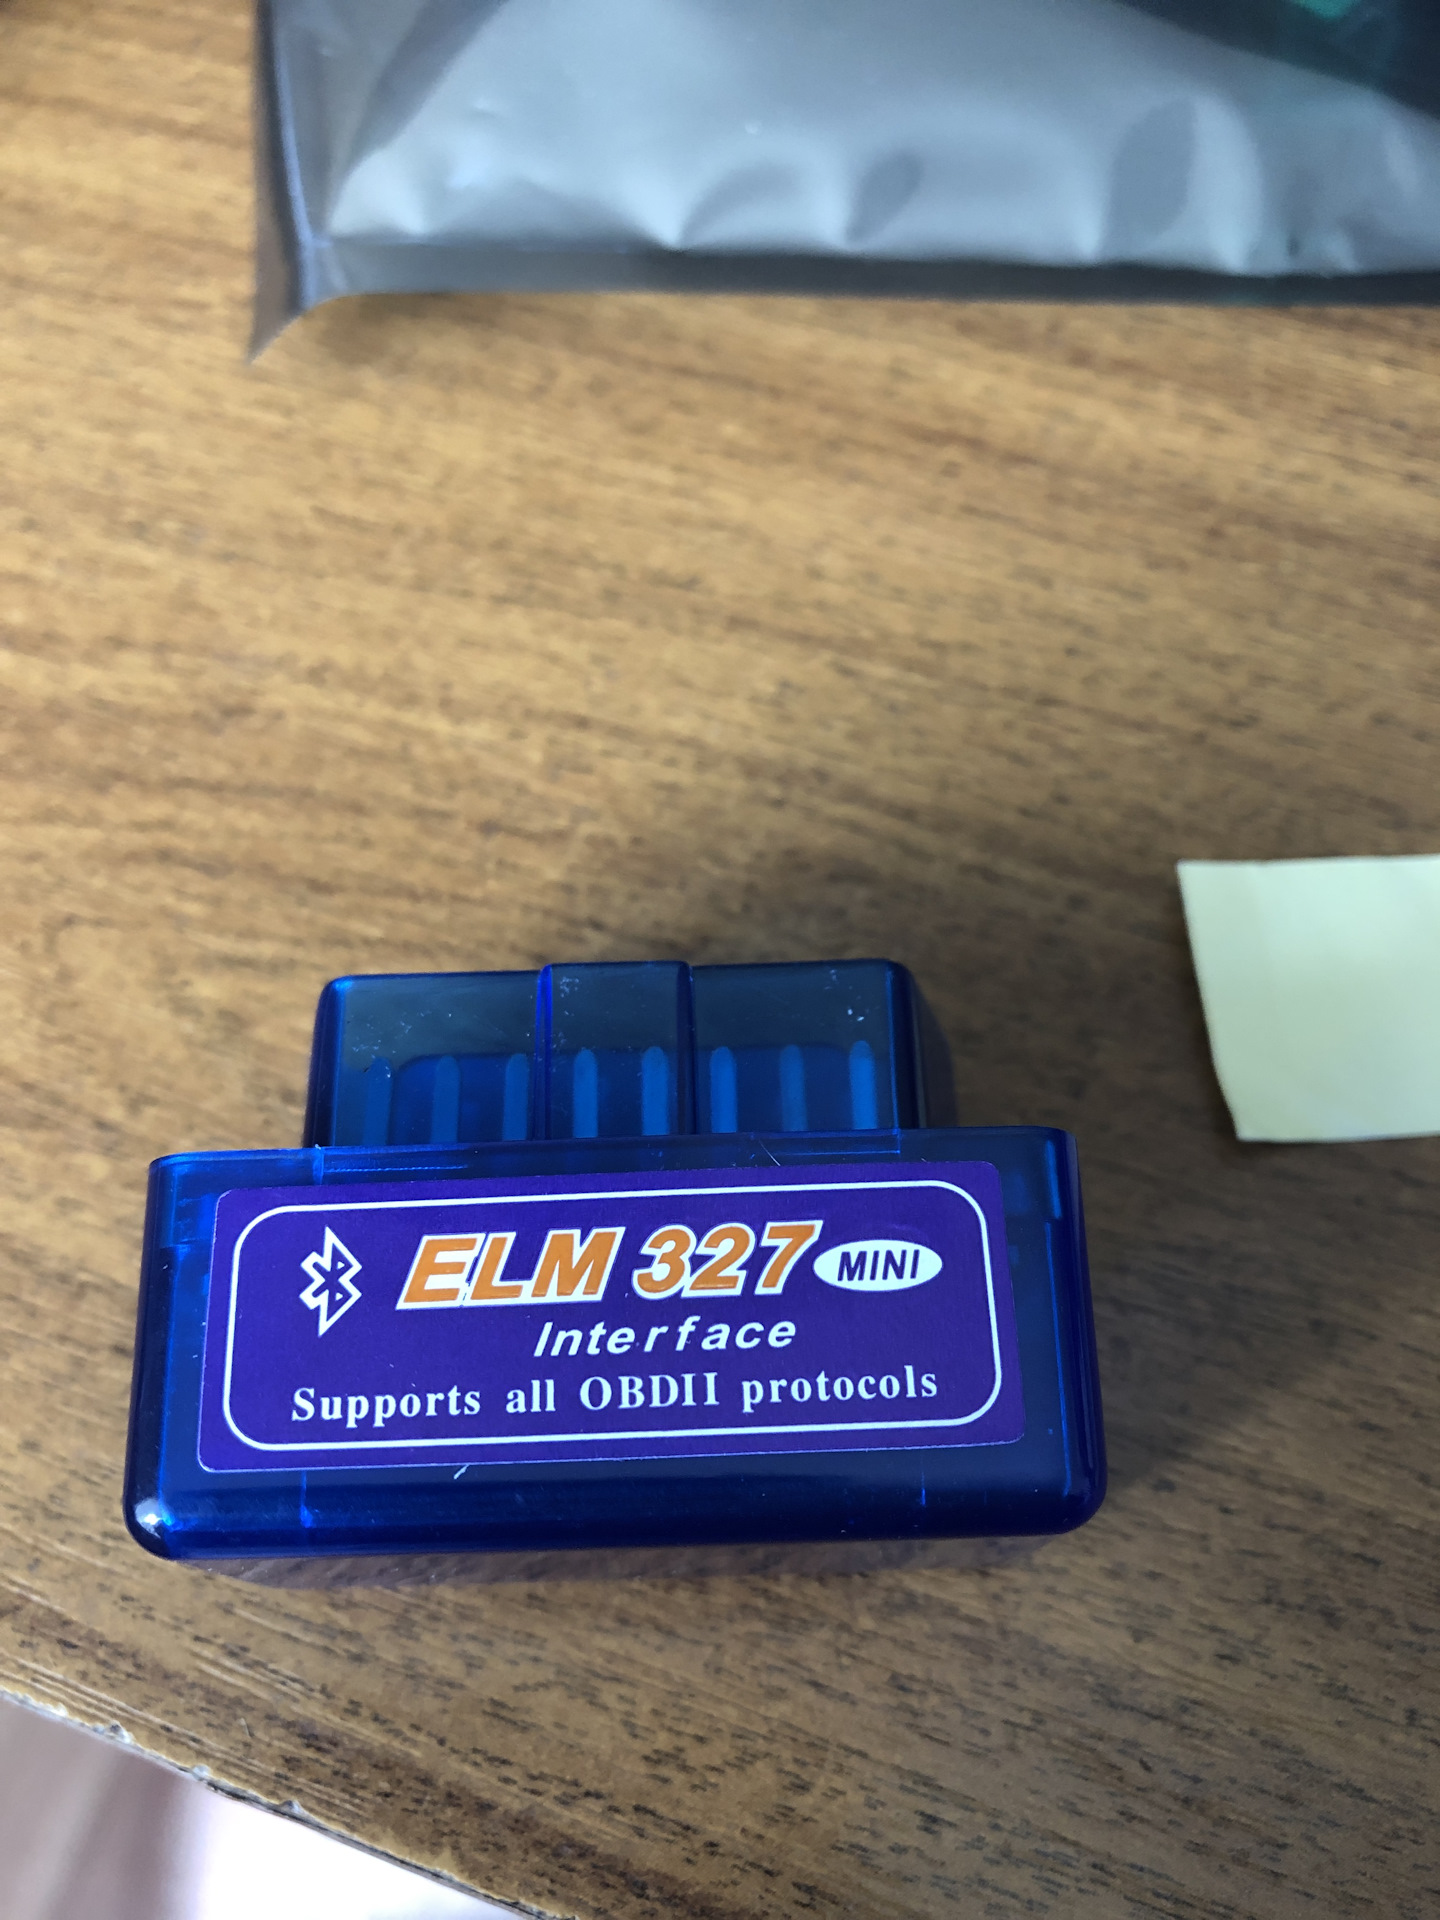 ELM 327 MINI
Interface
Supports all OBDII protocols